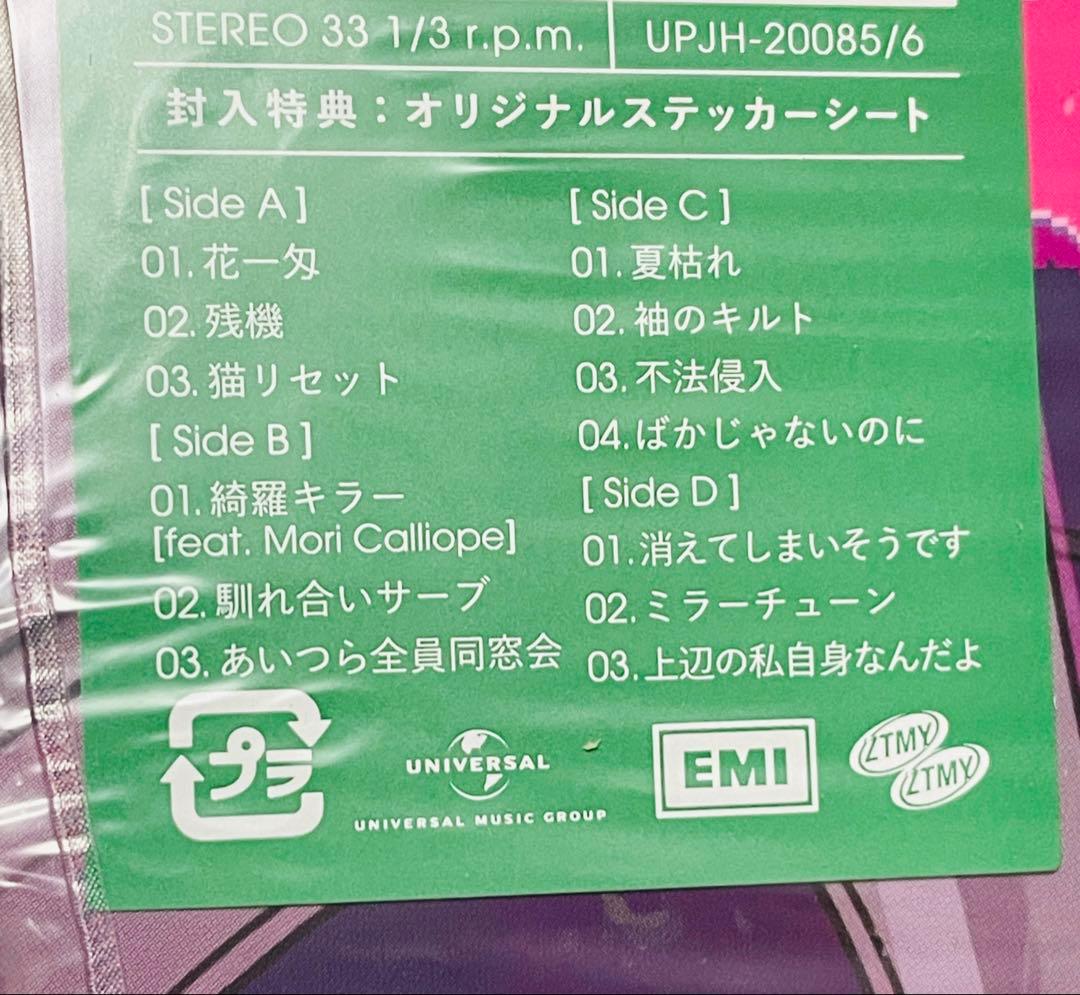 STEREO 33 1/3 r.p.m.
UPJH-20085/6
封入特典：オリジナルステッカーシート
[ Side A ]
01. 花一匁
02. 残機
03. 猫リセット
[ Side B ]
01. 綺羅キラー
[feat. Mori Calliope]
02. 馴れ合いサーブ
03. あいつら全員同窓会
[ Side C ]
01. 夏枯れ
02. 袖のキルト
03. 不法侵入
04. ばかじゃないのに
[ Side D ]
01. 消えてしまいそうです
02. ミラーチューン
03. 上辺の私自身なんだよ
プラ
UNIVERSAL
UNIVERSAL MUSIC GROUP
EMI
ZTMY
ZTMY